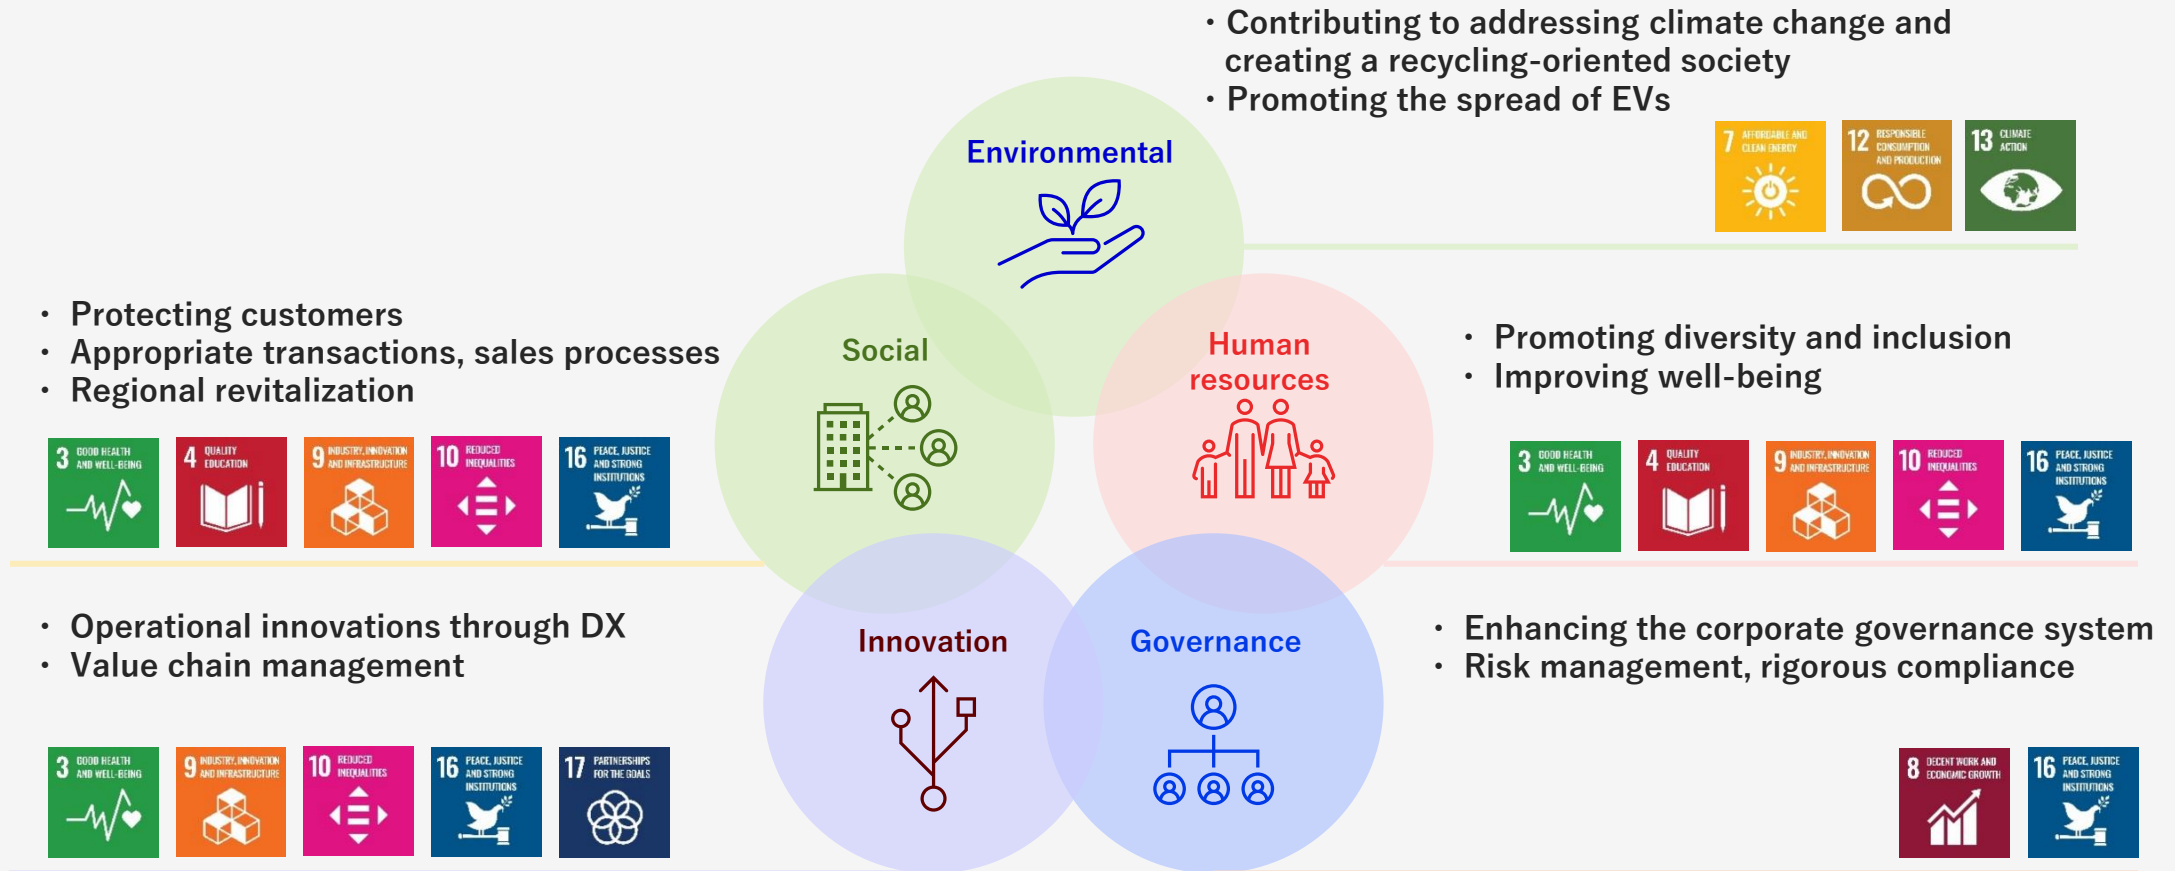 ・Contributing to addressing climate change and
creating a recycling-oriented society
・Promoting the spread of EVs
7 AFFORDABLE AND
CLEAN ENERGY
12 RESPONSIBLE
CONSUMPTION
AND PRODUCTION
13 CLIMATE
ACTION
Environmental
・ Protecting customers
・ Appropriate transactions, sales processes
・ Regional revitalization
3 GOOD HEALTH
AND WELL-BEING
4 QUALITY
EDUCATION
9 INDUSTRY, INNOVATION
AND INFRASTRUCTURE
10 REDUCED
INEQUALITIES
16 PEACE, JUSTICE
AND STRONG
INSTITUTIONS
Social
Human
resources
・ Promoting diversity and inclusion
・ Improving well-being
3 GOOD HEALTH
AND WELL-BEING
4 QUALITY
EDUCATION
9 INDUSTRY, INNOVATION
AND INFRASTRUCTURE
10 REDUCED
INEQUALITIES
16 PEACE, JUSTICE
AND STRONG
INSTITUTIONS
・ Operational innovations through DX
・ Value chain management
3 GOOD HEALTH
AND WELL-BEING
9 INDUSTRY, INNOVATION
AND INFRASTRUCTURE
10 REDUCED
INEQUALITIES
16 PEACE, JUSTICE
AND STRONG
INSTITUTIONS
17 PARTNERSHIPS
FOR THE GOALS
Innovation
Governance
・ Enhancing the corporate governance system
・ Risk management, rigorous compliance
8 DECENT WORK AND
ECONOMIC GROWTH
16 PEACE, JUSTICE
AND STRONG
INSTITUTIONS